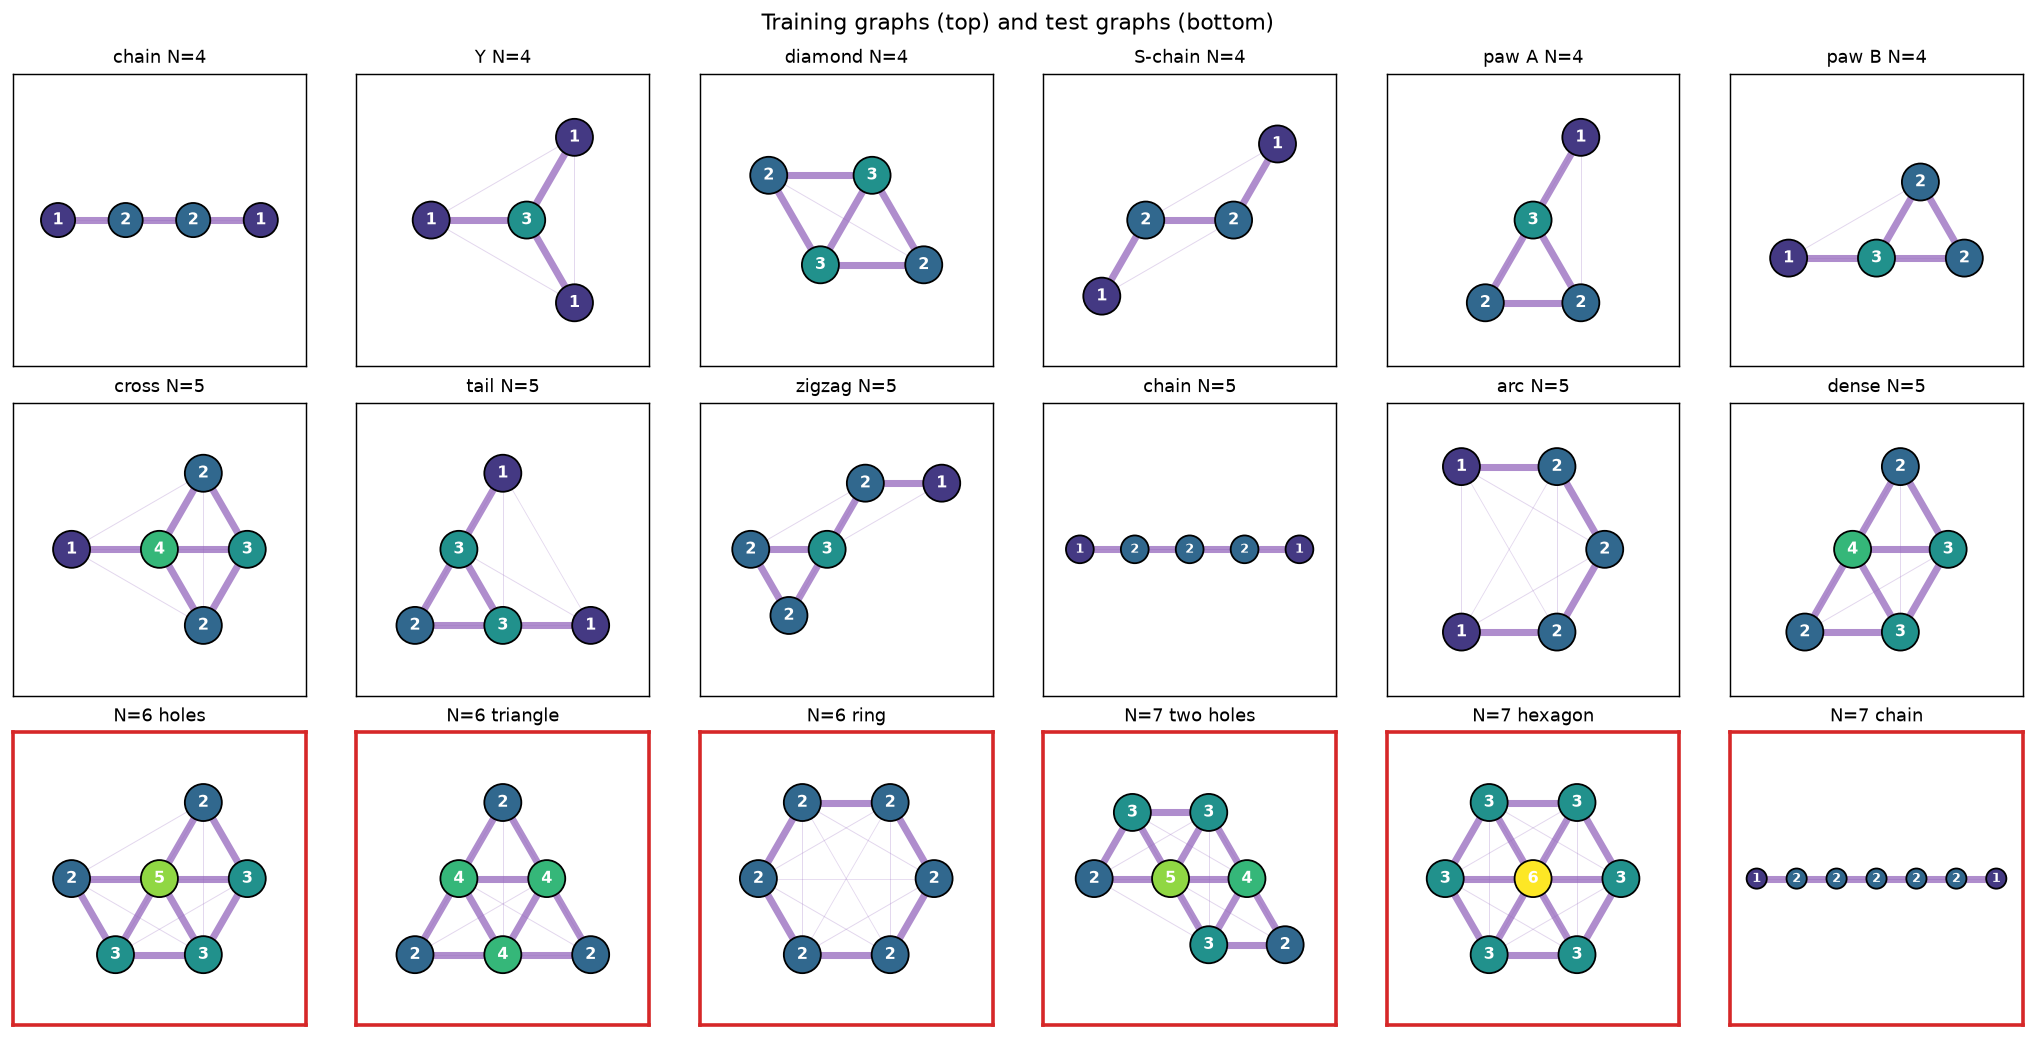 Training graphs (top) and test graphs (bottom)
chain N=4 Y N=4 diamond N=4 S-chain N=4 paw A N=4 paw B N=4
1 2 2 1
1 1 3 1
2 3 3 2
1 2 2 1
1 3 2 2
2 1 3 2
cross N=5 tail N=5 zigzag N=5 chain N=5 arc N=5 dense N=5
2 1 4 3 2
1 3 2 3 1
2 1 2 3 2
1 2 2 2 1
1 2 2 1 2
2 4 3 2 3
N=6 holes N=6 triangle N=6 ring N=7 two holes N=7 hexagon N=7 chain
2 2 5 3 3 3
2 4 4 2 4 2
2 2 2 2 2 2
3 3 2 5 4 3 2
3 3 3 6 3 3 3
1 2 2 2 2 2 1